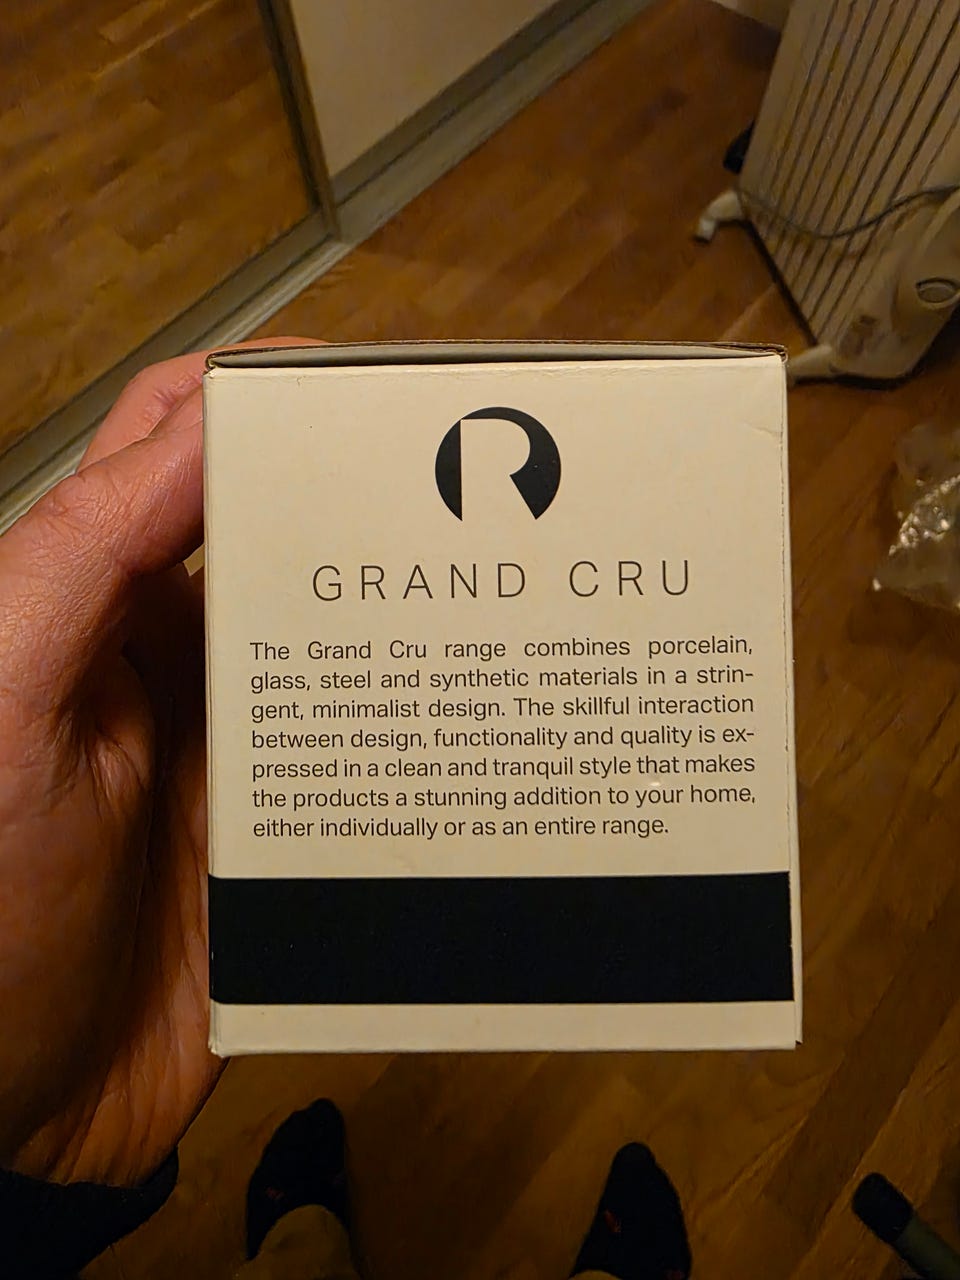 R
GRAND CRU
The Grand Cru range combines porcelain,
glass, steel and synthetic materials in a strin-
gent, minimalist design. The skillful interaction
between design, functionality and quality is ex-
pressed in a clean and tranquil style that makes
the products a stunning addition to your home,
either individually or as an entire range.